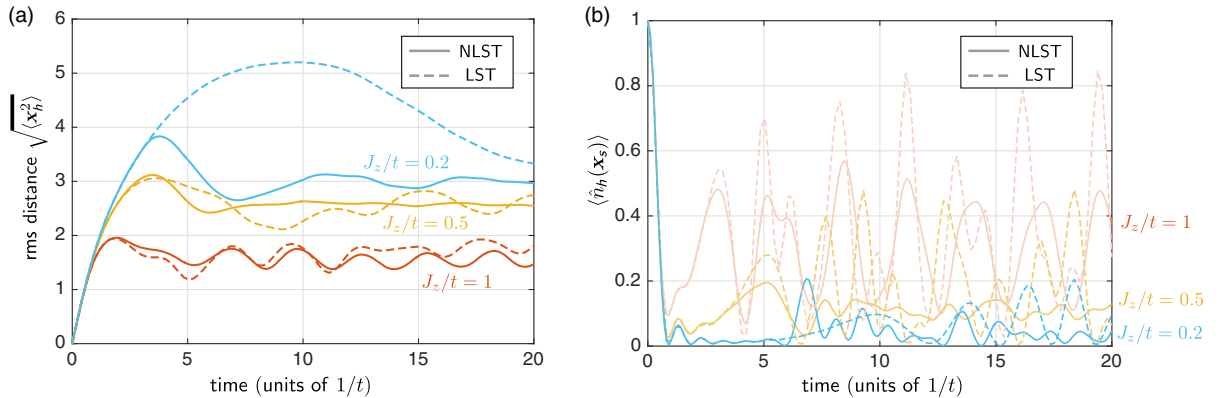 (a)
rms distance √⟨x_h^2⟩
6
5
4
3
2
1
0
0
5
10
15
20
time (units of 1/t)
NLST
LST
J_z/t = 0.2
J_z/t = 0.5
J_z/t = 1
(b)
⟨n̂_h(x_s)⟩
1
0.8
0.6
0.4
0.2
0
0
5
10
15
20
time (units of 1/t)
NLST
LST
J_z/t = 1
J_z/t = 0.5
J_z/t = 0.2